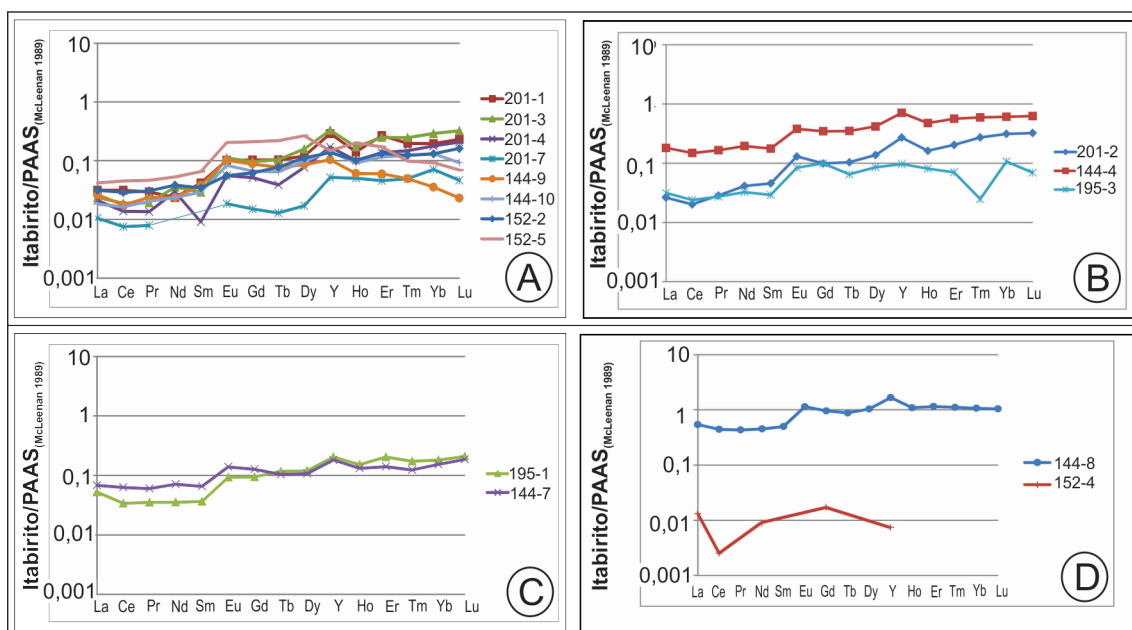 Itabirito/PAAS(McLeenan 1989)
10
1
0,1
0,01
0,001
La Ce Pr Nd Sm Eu Gd Tb Dy Y Ho Er Tm Yb Lu
201-1
201-3
201-4
201-7
144-9
144-10
152-2
152-5
A
Itabirito/PAAS(McLeenan 1989)
10
1
0,1
0,01
0,001
La Ce Pr Nd Sm Eu Gd Tb Dy Y Ho Er Tm Yb Lu
201-2
144-4
195-3
B
Itabirito/PAAS(McLeenan 1989)
10
1
0,1
0,01
0,001
La Ce Pr Nd Sm Eu Gd Tb Dy Y Ho Er Tm Yb Lu
195-1
144-7
C
Itabirito/PAAS(McLeenan 1989)
10
1
0,1
0,01
0,001
La Ce Pr Nd Sm Eu Gd Tb Dy Y Ho Er Tm Yb Lu
144-8
152-4
D